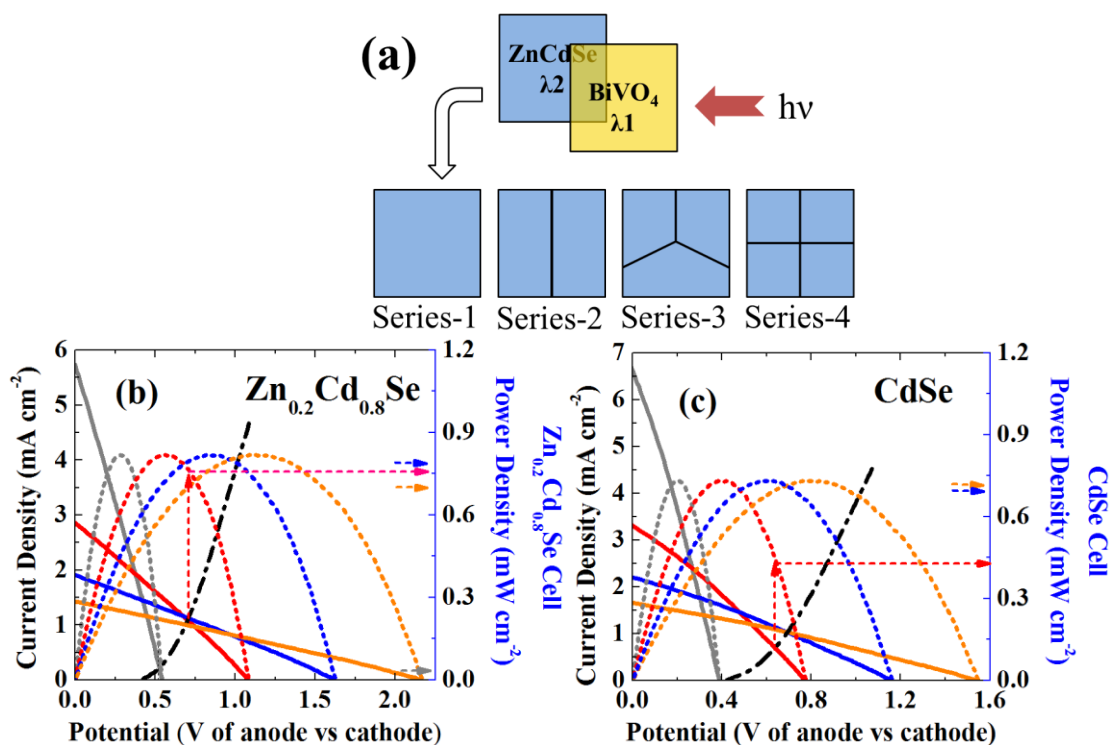 (a)
ZnCdSe
λ2
BiVO₄
λ1
hν
Series-1 Series-2 Series-3 Series-4
(b) Zn₀.₂Cd₀.₈Se
6
5
4
3
2
1
0
Current Density (mA cm⁻²)
0.0 0.5 1.0 1.5 2.0
Potential (V of anode vs cathode)
1.2
0.9
0.6
0.3
0.0
Zn₀.₂Cd₀.₈Se Cell
Power Density (mW cm⁻²)
(c) CdSe
7
6
5
4
3
2
1
0
Current Density (mA cm⁻²)
0.0 0.4 0.8 1.2 1.6
Potential (V of anode vs cathode)
1.2
0.9
0.6
0.3
0.0
CdSe Cell
Power Density (mW cm⁻²)